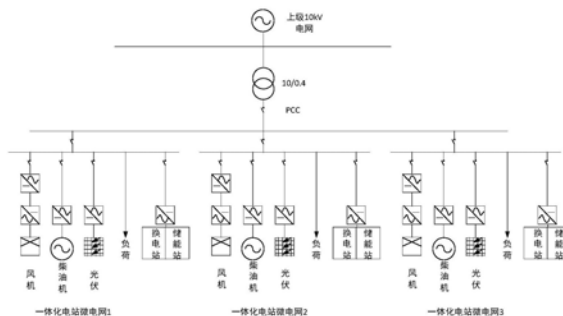 上级10kV
电网
10/0.4
PCC
风机
柴油机
光伏
负荷
换电站
储能站
一体化电站微电网1
风机
柴油机
光伏
负荷
换电站
储能站
一体化电站微电网2
风机
柴油机
光伏
负荷
换电站
储能站
一体化电站微电网3